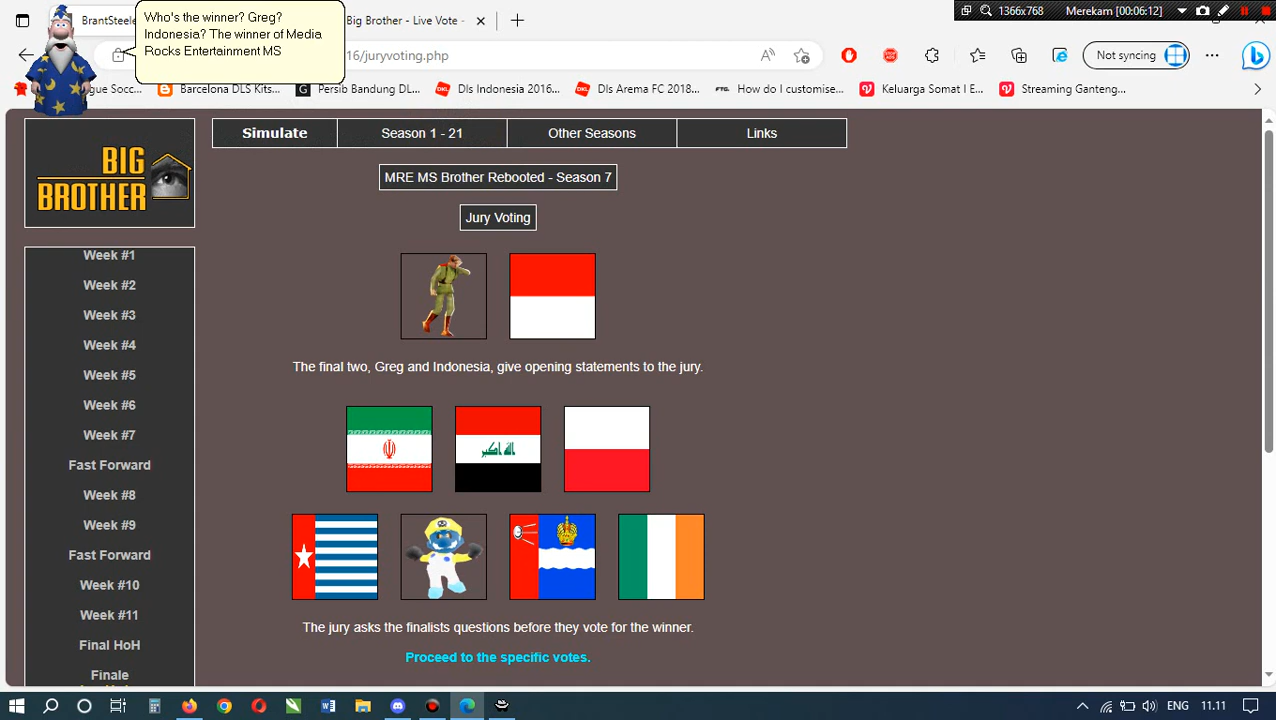 BrantSteele
Big Brother - Live Vote -
1366x768
Merekam [00:06:12]
Who's the winner? Greg?
Indonesia? The winner of Media
Rocks Entertainment MS
16/juryvoting.php
Not syncing
gue Socc...
Barcelona DLS Kits...
Persib Bandung DL...
Dls Indonesia 2016...
Dls Arema FC 2018...
How do I customise...
Keluarga Somat I E...
Streaming Ganteng...
Simulate
Season 1 - 21
Other Seasons
Links
BIG
BROTHER
MRE MS Brother Rebooted - Season 7
Jury Voting
Week #1
Week #2
Week #3
Week #4
Week #5
Week #6
Week #7
Fast Forward
Week #8
Week #9
Fast Forward
Week #10
Week #11
Final HoH
Finale
The final two, Greg and Indonesia, give opening statements to the jury.
الله اكبر
The jury asks the finalists questions before they vote for the winner.
Proceed to the specific votes.
ENG
11.11